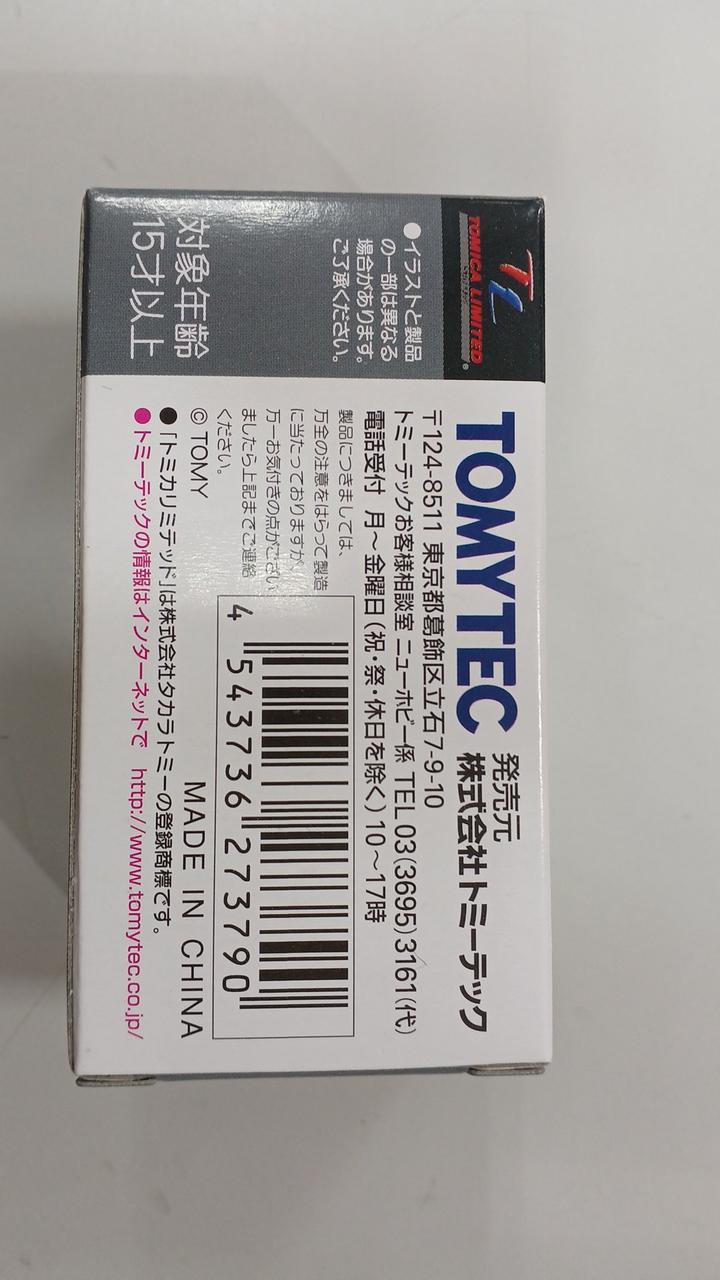 TL
TOMICA LIMITED
●イラストと製品
の一部は異なる
場合があります。
ご了承ください。
対象年齢
15才以上
TOMYTEC
発売元
株式会社トミーテック
〒124-8511 東京都葛飾区立石7-9-10
トミーテックお客様相談室 ニューホビー係 TEL 03(3695)3161(代)
電話受付 月～金曜日(祝・祭・休日を除く)10～17時
製品につきましては、
万全の注意をはらって製造
に当たっておりますが、
万一お気付きの点がござい
ましたら上記までご連絡
ください。
4 543736 273790
© TOMY
MADE IN CHINA
●「トミカリミテッド」は株式会社タカラトミーの登録商標です。
●トミーテックの情報はインターネットで http://www.tomytec.co.jp/